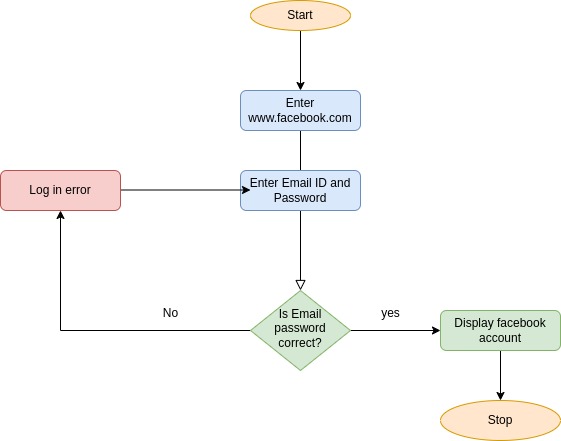 Start
Enter
www.facebook.com
Log in error
Enter Email ID and
Password
No
Is Email
password
correct?
yes
Display facebook
account
Stop